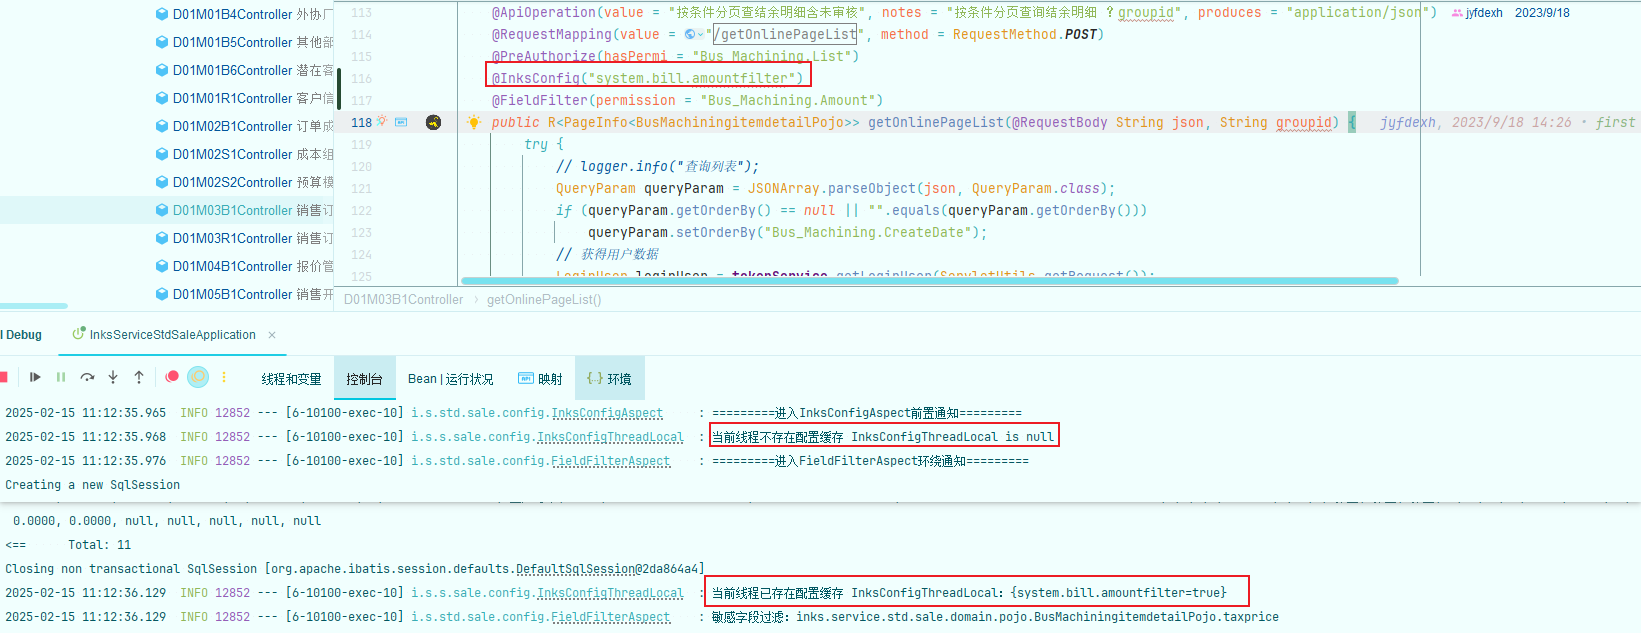 D01M01B4Controller 外协厂
D01M01B5Controller 其他部
D01M01B6Controller 潜在客
D01M01R1Controller 客户信
D01M02B1Controller 订单成
D01M02S1Controller 成本组
D01M02S2Controller 预算模
D01M03B1Controller 销售订
D01M03R1Controller 销售订
D01M04B1Controller 报价管
D01M05B1Controller 销售开
113 @ApiOperation(value = "按条件分页查结余明细含未审核", notes = "按条件分页查询结余明细 ?groupid", produces = "application/json") jyfdexh 2023/9/18
114 @RequestMapping(value = "/getOnlinePageList", method = RequestMethod.POST)
115 @PreAuthorize(hasPermi = "Bus_Machining.List")
116 @InksConfig("system.bill.amountfilter")
117 @FieldFilter(permission = "Bus_Machining.Amount")
118 public R<PageInfo<BusMachiningitemdetailPojo>> getOnlinePageList(@RequestBody String json, String groupid) { jyfdexh, 2023/9/18 14:26 · first
119 try {
120 // logger.info("查询列表");
121 QueryParam queryParam = JSONArray.parseObject(json, QueryParam.class);
122 if (queryParam.getOrderBy() == null || "".equals(queryParam.getOrderBy()))
123 queryParam.setOrderBy("Bus_Machining.CreateDate");
124 // 获得用户数据
125 LoginUser loginUser = tokenService.getLoginUser(ServletUtils.getRequest());
D01M03B1Controller › getOnlinePageList()
Debug InksServiceStdSaleApplication ×
线程和变量 控制台 Bean | 运行状况 映射 {··} 环境
2025-02-15 11:12:35.965 INFO 12852 --- [6-10100-exec-10] i.s.std.sale.config.InksConfigAspect : =========进入InksConfigAspect前置通知=========
2025-02-15 11:12:35.968 INFO 12852 --- [6-10100-exec-10] i.s.std.sale.config.InksConfigThreadLocal : 当前线程不存在配置缓存 InksConfigThreadLocal is null
2025-02-15 11:12:35.976 INFO 12852 --- [6-10100-exec-10] i.s.std.sale.config.FieldFilterAspect : =========进入FieldFilterAspect环绕通知=========
Creating a new SqlSession
0.0000, 0.0000, null, null, null, null, null
<== Total: 11
Closing non transactional SqlSession [org.apache.ibatis.session.defaults.DefaultSqlSession@2da864a4]
2025-02-15 11:12:36.129 INFO 12852 --- [6-10100-exec-10] i.s.std.sale.config.InksConfigThreadLocal : 当前线程已存在配置缓存 InksConfigThreadLocal：{system.bill.amountfilter=true}
2025-02-15 11:12:36.129 INFO 12852 --- [6-10100-exec-10] i.s.std.sale.config.FieldFilterAspect : 敏感字段过滤：inks.service.std.sale.domain.pojo.BusMachiningitemdetailPojo.taxprice